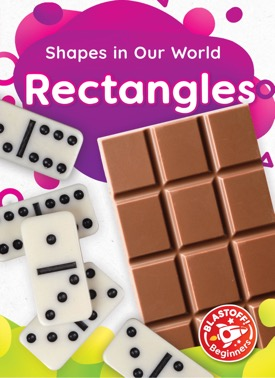 Shapes in Our World
Rectangles
BLASTOFF!
Beginners